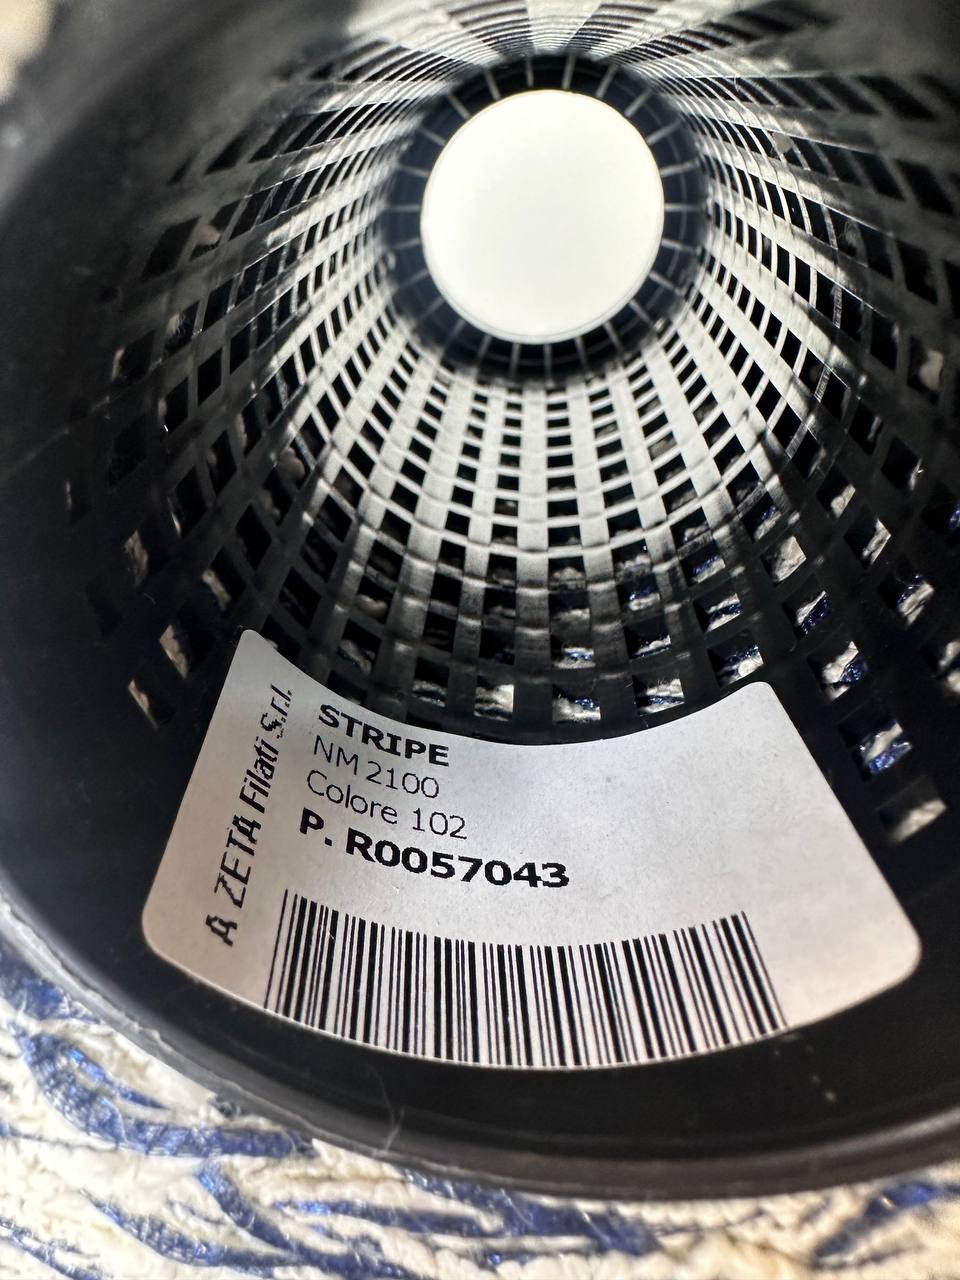 A ZETA Filati S.r.l.
STRIPE
NM 2100
Colore 102
P. R0057043